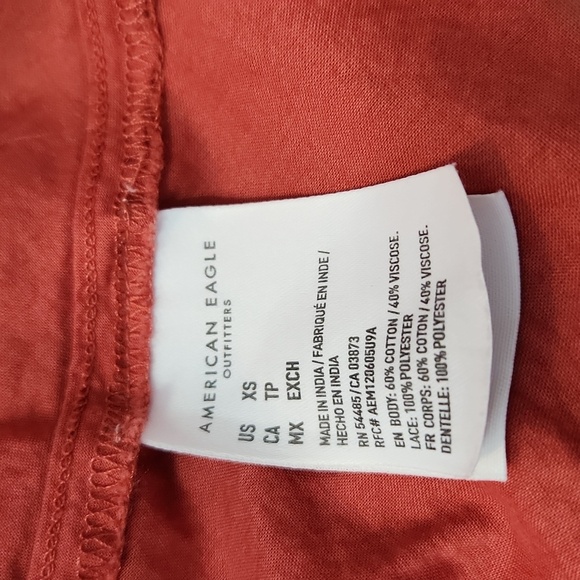 AMERICAN EAGLE
OUTFITTERS
US XS
CA TP
MX EXCH
MADE IN INDIA / FABRIQUÉ EN INDE /
HECHO EN INDIA
RN 54485 / CA 03873
RFC# AEM1206605U9A
EN BODY: 60% COTTON / 40% VISCOSE.
LACE: 100% POLYESTER
FR CORPS: 60% COTON / 40% VISCOSE.
DENTELLE: 100% POLYESTER